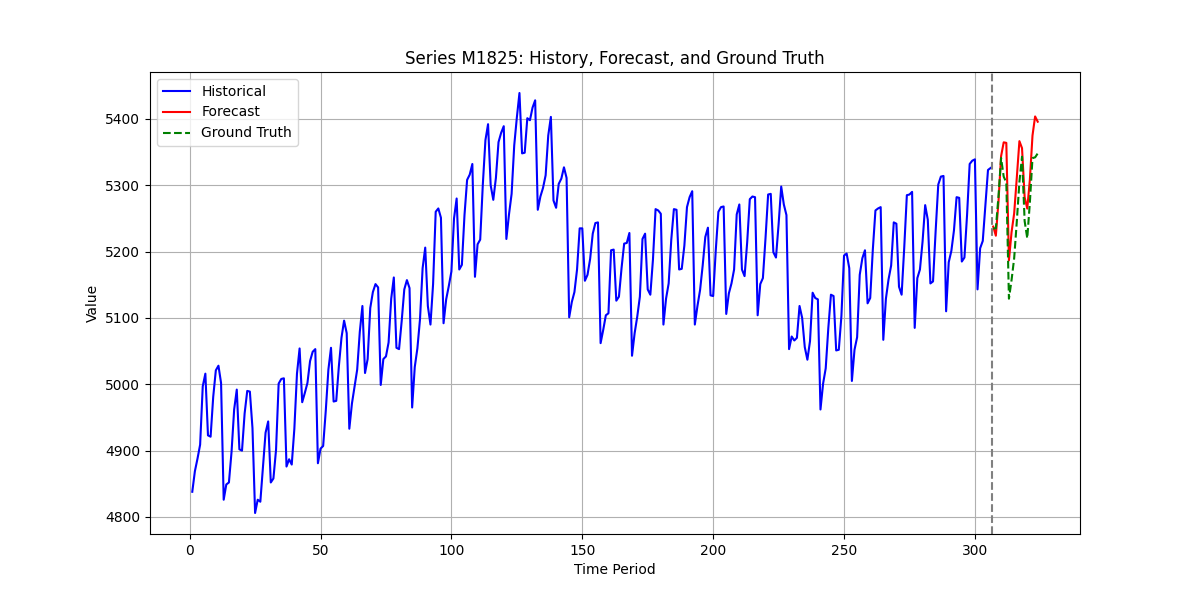 Series M1825: History, Forecast, and Ground Truth
Historical
Forecast
Ground Truth
5400
5300
5200
5100
5000
4900
4800
Value
0 50 100 150 200 250 300
Time Period